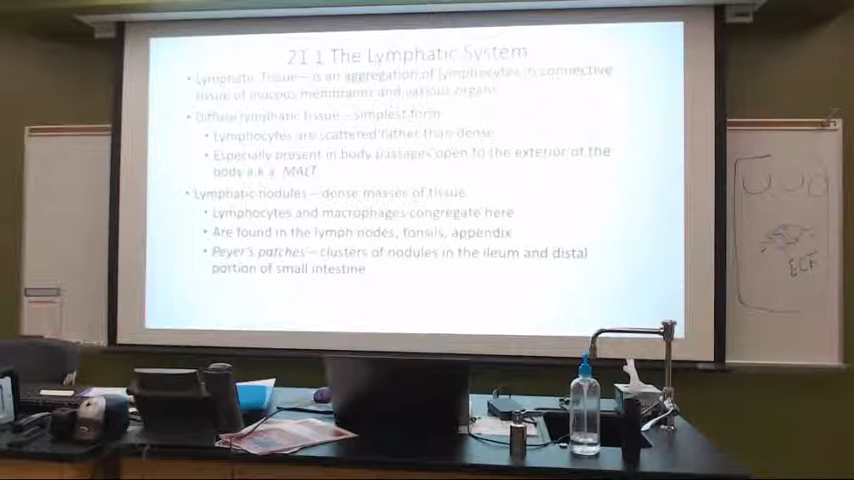 21.1 The Lymphatic System
• Lymphatic Tissue – is an aggregation of lymphocytes in connective
tissue of mucous membranes and various organs
• Diffuse lymphatic tissue – simplest form
• Lymphocytes are scattered rather than dense
• Especially present in body passages open to the exterior of the
body a.k.a MALT
• Lymphatic nodules – dense masses of tissue
• Lymphocytes and macrophages congregate here
• Are found in the lymph nodes, tonsils, appendix
• Peyer's patches – clusters of nodules in the ileum and distal
portion of small intestine
ECF